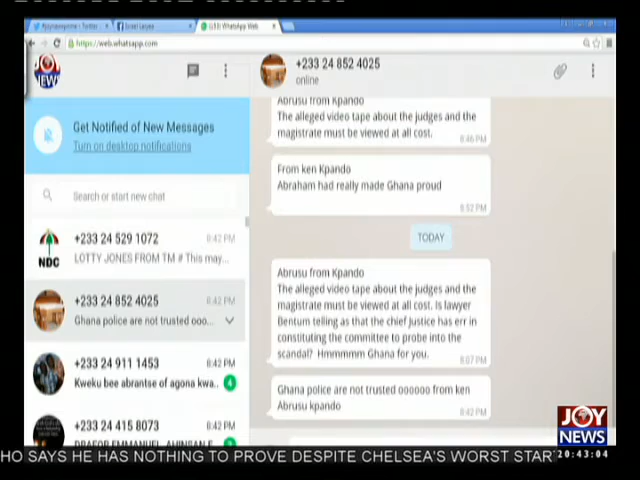 https://web.whatsapp.com
JOY
NEWS
+233 24 852 4025
online
Get Notified of New Messages
Turn on desktop notifications
Search or start new chat
+233 24 529 1072
8:42 PM
LOTTY JONES FROM TM # This may...
NDC
+233 24 852 4025
8:42 PM
Ghana police are not trusted ooo...
+233 24 911 1453
8:42 PM
Kweku bee abrantse of agona kwa..
4
+233 24 415 8073
8:42 PM
Abrusu from Kpando
The alleged video tape about the judges and the
magistrate must be viewed at all cost.
8:46 PM
From ken Kpando
Abraham had really made Ghana proud
8:52 PM
TODAY
Abrusu from Kpando
The alleged video tape about the judges and the
magistrate must be viewed at all cost. Is lawyer
Bentum telling as that the chief Justice has err in
constituting the committee to probe into the
scandal? Hmmmmm Ghana for you.
8:07 PM
Ghana police are not trusted oooooo from ken
Abrusu kpando
8:42 PM
JOY
NEWS
20:43:04
HO SAYS HE HAS NOTHING TO PROVE DESPITE CHELSEA'S WORST STAR